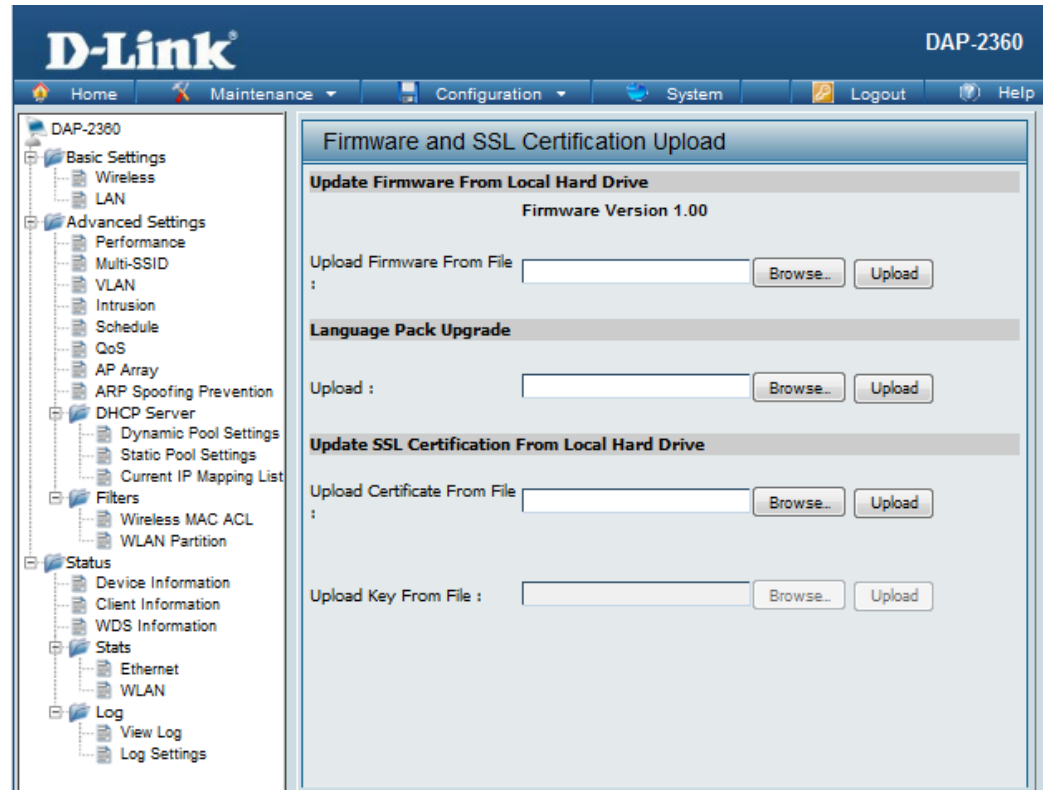 D-Link®
DAP-2360
Home
Maintenance
Configuration
System
Logout
Help
DAP-2360
Basic Settings
Wireless
LAN
Advanced Settings
Performance
Multi-SSID
VLAN
Intrusion
Schedule
QoS
AP Array
ARP Spoofing Prevention
DHCP Server
Dynamic Pool Settings
Static Pool Settings
Current IP Mapping List
Filters
Wireless MAC ACL
WLAN Partition
Status
Device Information
Client Information
WDS Information
Stats
Ethernet
WLAN
Log
View Log
Log Settings
Firmware and SSL Certification Upload
Update Firmware From Local Hard Drive
Firmware Version 1.00
Upload Firmware From File
:
Browse...
Upload
Language Pack Upgrade
Upload :
Browse...
Upload
Update SSL Certification From Local Hard Drive
Upload Certificate From File
:
Browse...
Upload
Upload Key From File :
Browse...
Upload